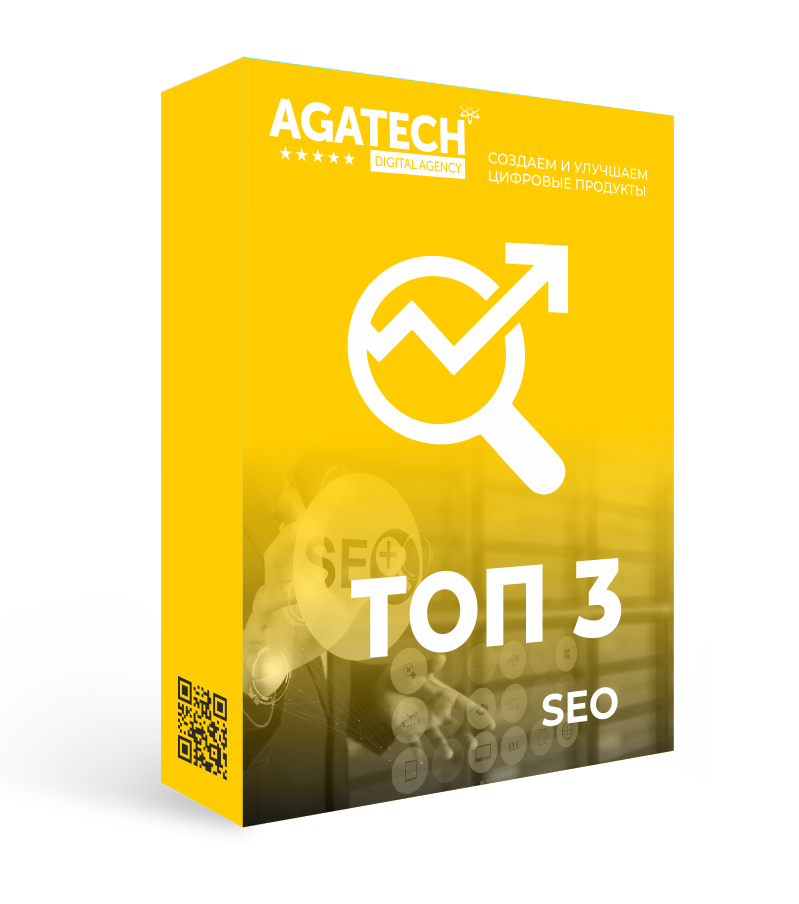 AGATECH
DIGITAL AGENCY
СОЗДАЕМ И УЛУЧШАЕМ
ЦИФРОВЫЕ ПРОДУКТЫ
SEO
ТОП 3
SEO